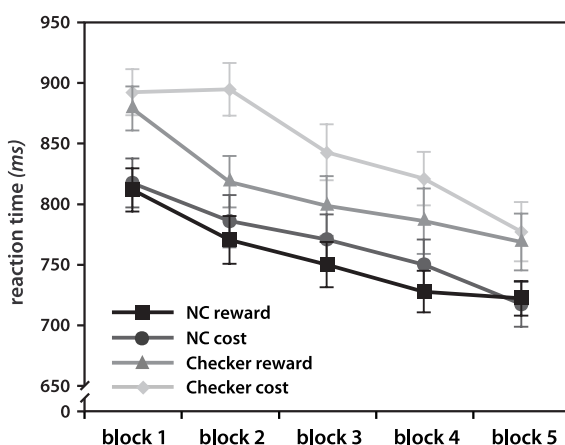 950
900
850
800
750
700
650
0
reaction time (ms)
NC reward
NC cost
Checker reward
Checker cost
block 1 block 2 block 3 block 4 block 5